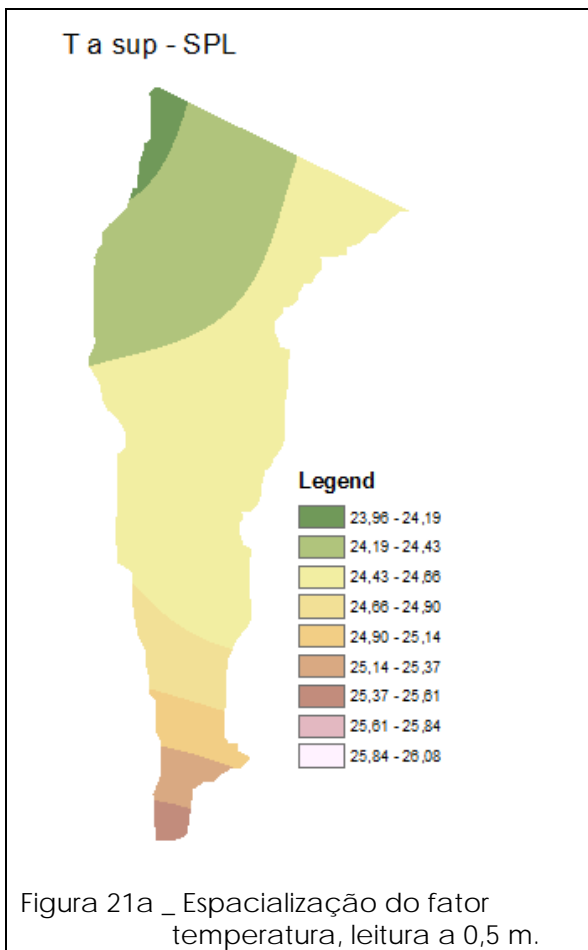 T a sup - SPL
Legend
23,96 - 24,19
24,19 - 24,43
24,43 - 24,66
24,66 - 24,90
24,90 - 25,14
25,14 - 25,37
25,37 - 25,61
25,61 - 25,84
25,84 - 26,08
Figura 21a _ Espacialização do fator
temperatura, leitura a 0,5 m.